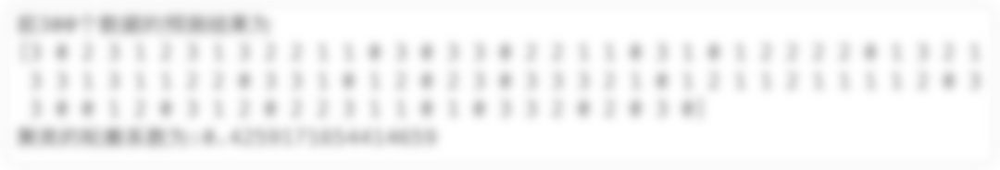 前300个数据的预测结果为
[3 0 2 3 1 2 3 1 3 2 2 1 1 0 3 0 3 3 0 2 2 1 1 0 3 1 0 1 2 2 2 2 0 1 3 2 1
3 3 1 3 1 1 2 2 0 3 3 1 0 1 2 0 2 3 0 3 3 3 2 1 0 1 2 1 1 2 1 1 1 1 2 0 3
3 0 0 1 2 0 3 1 2 0 2 2 3 1 1 0 1 0 3 3 2 0 2 0 3 0]
聚类的轮廓系数为: